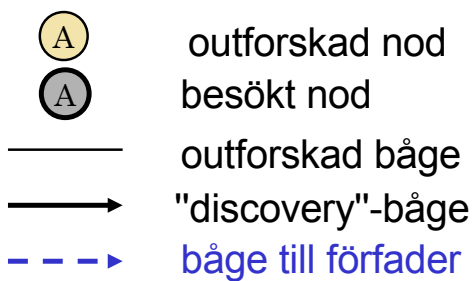 A outforskad nod
A besökt nod
outforskad båge
"discovery"-båge
båge till förfader